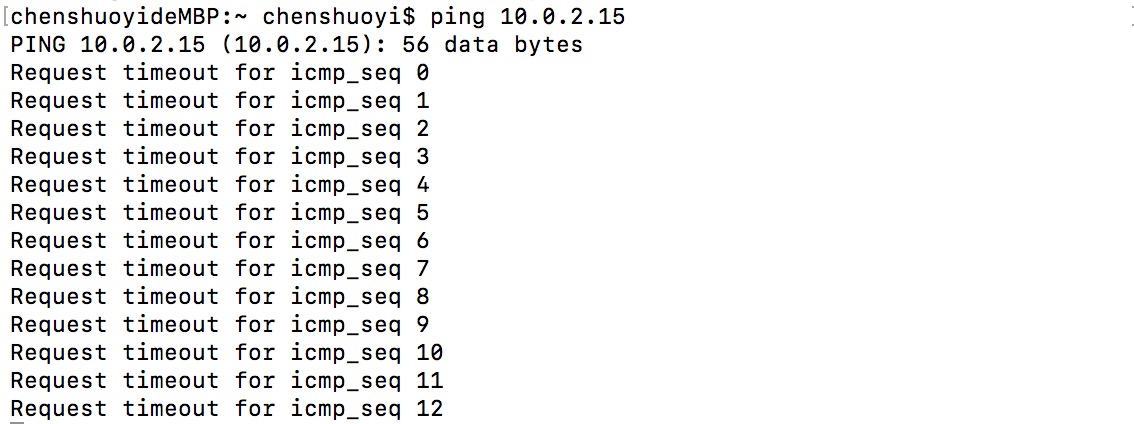 [chenshuoyideMBP:~ chenshuoyi$ ping 10.0.2.15
PING 10.0.2.15 (10.0.2.15): 56 data bytes
Request timeout for icmp_seq 0
Request timeout for icmp_seq 1
Request timeout for icmp_seq 2
Request timeout for icmp_seq 3
Request timeout for icmp_seq 4
Request timeout for icmp_seq 5
Request timeout for icmp_seq 6
Request timeout for icmp_seq 7
Request timeout for icmp_seq 8
Request timeout for icmp_seq 9
Request timeout for icmp_seq 10
Request timeout for icmp_seq 11
Request timeout for icmp_seq 12